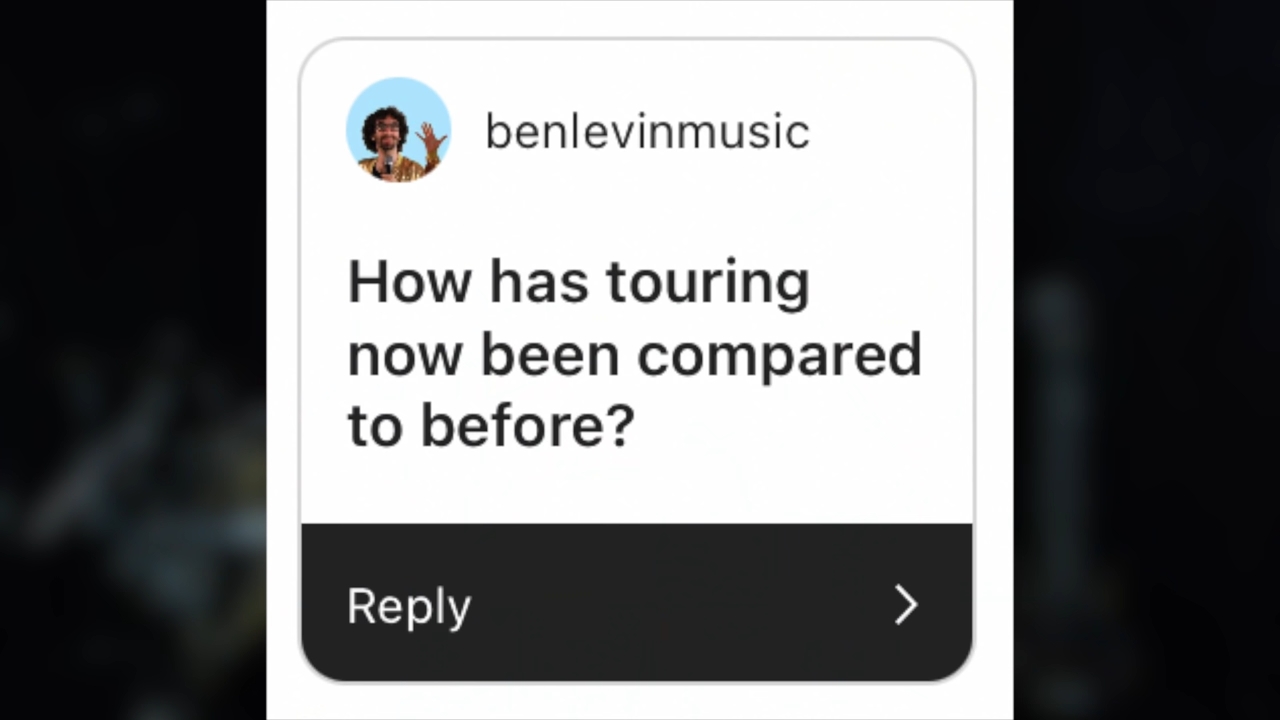 benlevinmusic
How has touring
now been compared
to before?
Reply